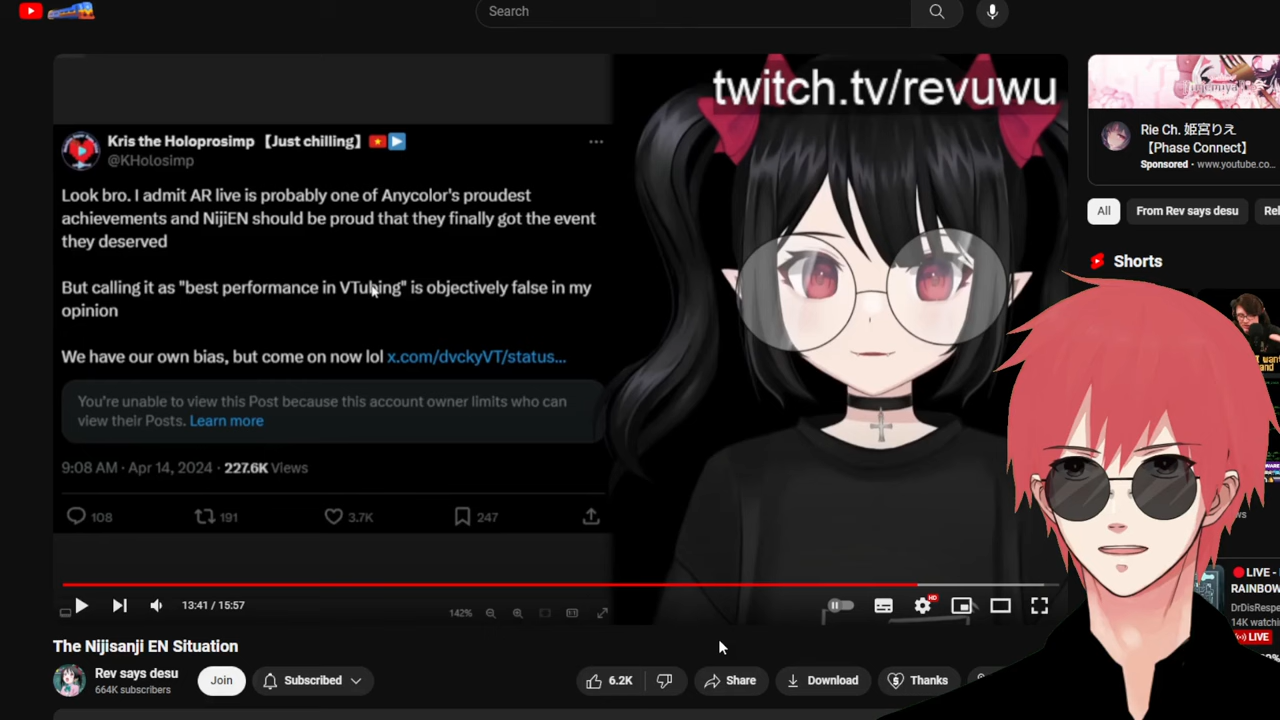 Search
twitch.tv/revuwu
Kris the Holoprosimp 【Just chilling】
@KHolosimp
Look bro. I admit AR live is probably one of Anycolor's proudest
achievements and NijiEN should be proud that they finally got the event
they deserved
But calling it as "best performance in VTubing" is objectively false in my
opinion
We have our own bias, but come on now lol x.com/dvckyVT/status...
You're unable to view this Post because this account owner limits who can
view their Posts. Learn more
9:08 AM · Apr 14, 2024 · 227.6K Views
108
191
3.7K
247
13:41 / 15:57
142%
HD
The Nijisanji EN Situation
Rev says desu
664K subscribers
Join
Subscribed
6.2K
Share
Download
Thanks
Rie Ch. 姫宮りえ
【Phase Connect】
Sponsored · www.youtube.co...
All
From Rev says desu
Shorts
LIVE -
RAINBOW
DrDisRespe
14K watchin
LIVE